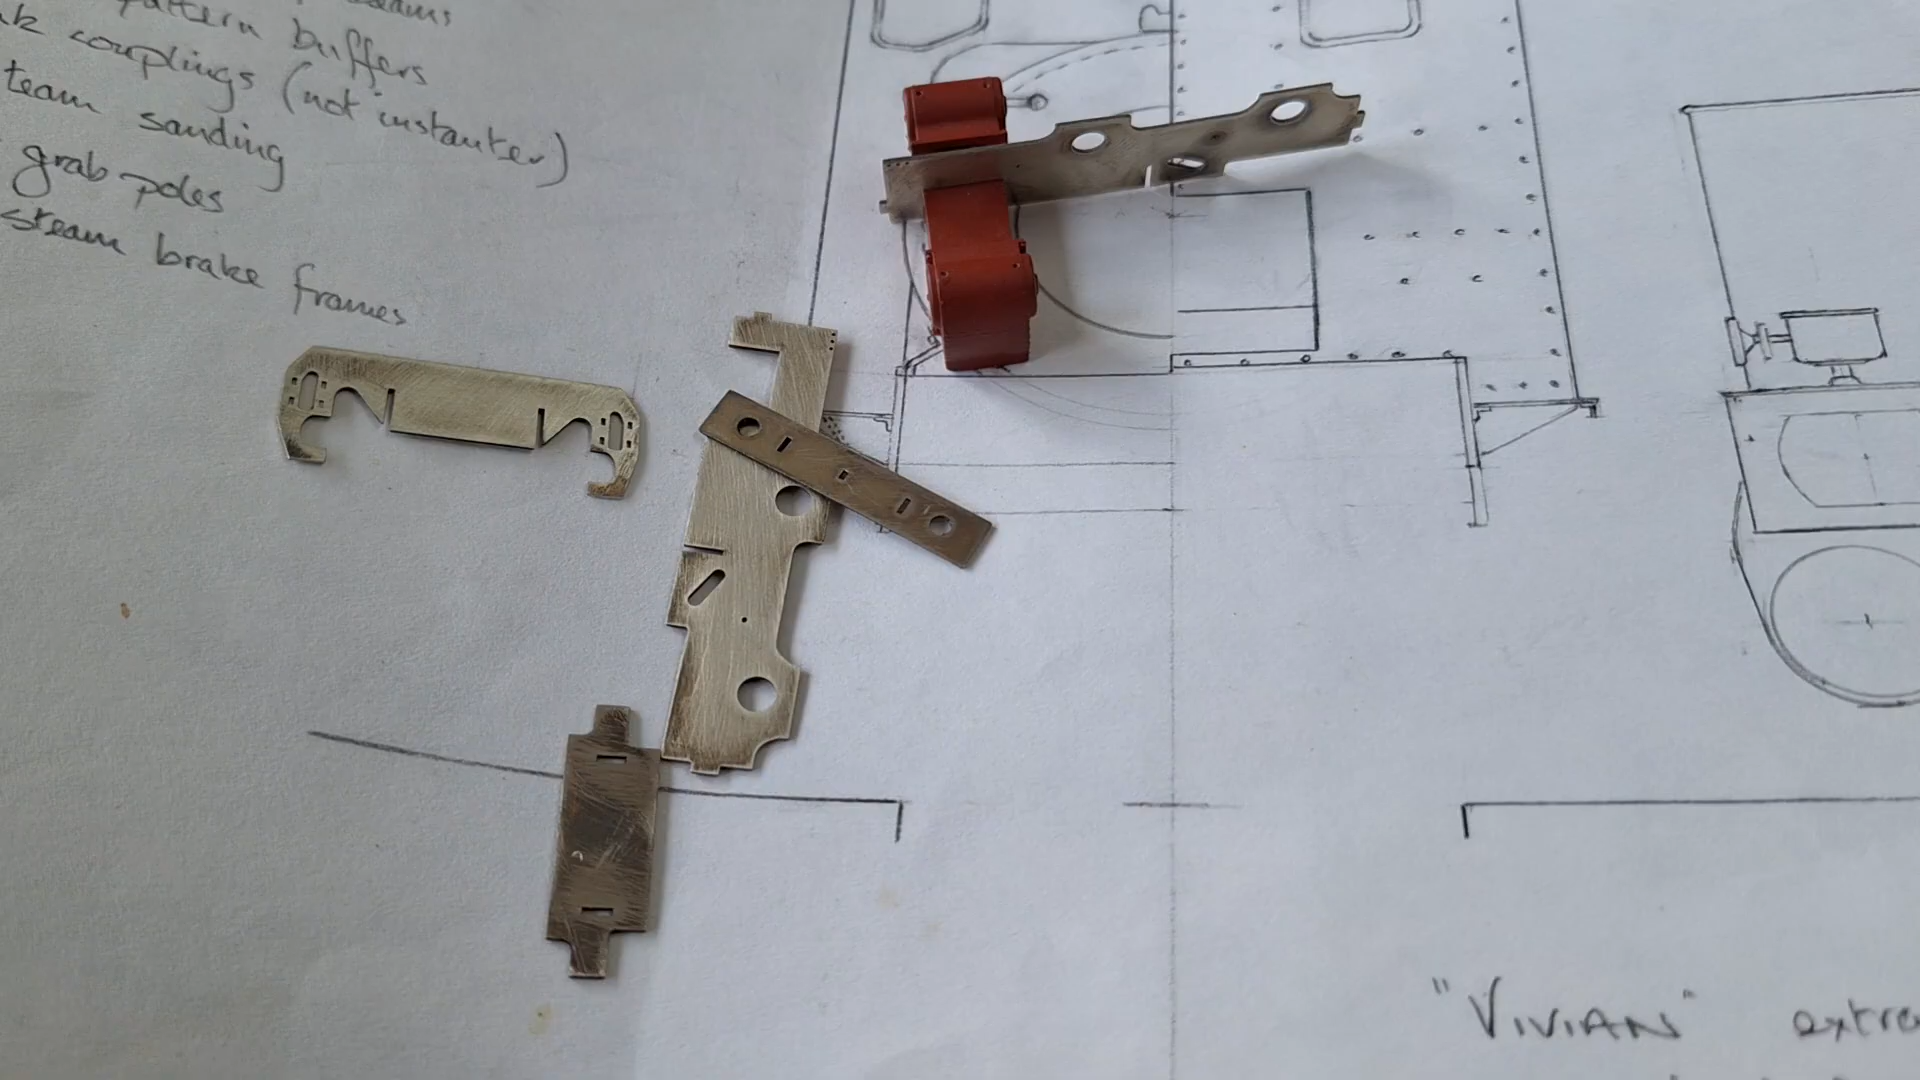 pattern buffers
couplings (not instanter)
team sanding
grab poles
steam brake frames
"VIVIAN" extra